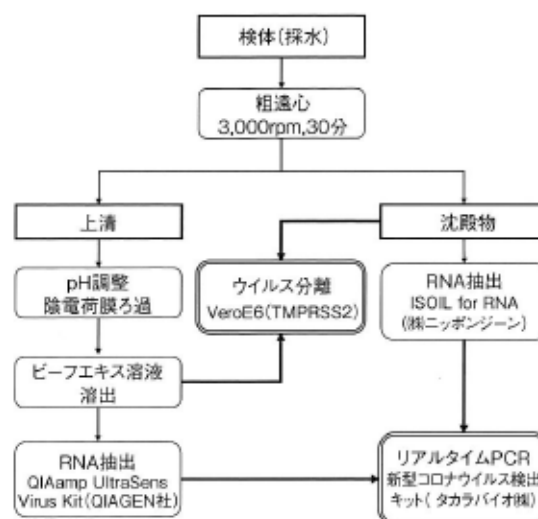 検体(採水)
粗遠心
3,000rpm,30分
上清
沈殿物
pH調整
陰電荷膜ろ過
ウイルス分離
VeroE6(TMPRSS2)
RNA抽出
ISOIL for RNA
(㈱ニッポンジーン)
ビーフエキス溶液
溶出
RNA抽出
QIAamp UltraSens
Virus Kit(QIAGEN社)
リアルタイムPCR
新型コロナウイルス検出
キット( タカラバイオ㈱)